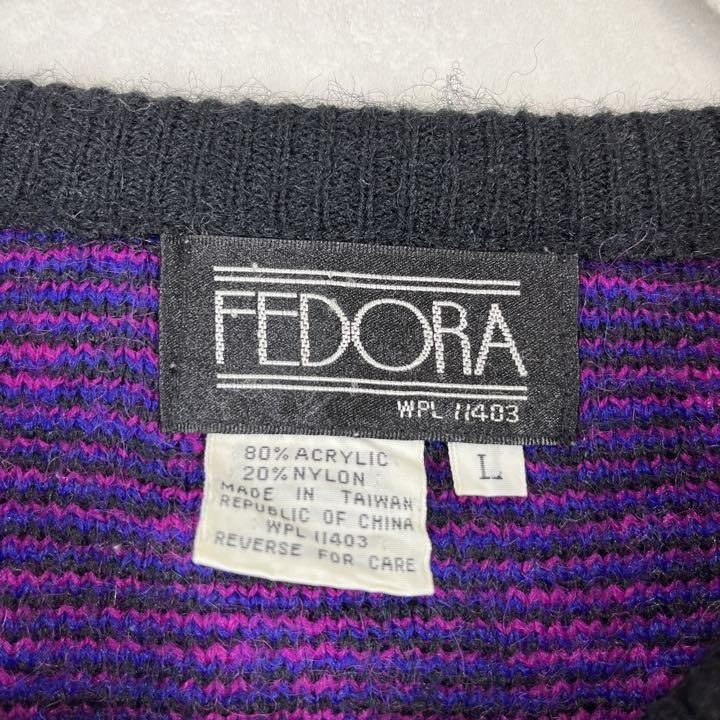 FEDORA
WPL 11403
80% ACRYLIC
20% NYLON
MADE IN TAIWAN
REPUBLIC OF CHINA
WPL 11403
REVERSE FOR CARE
L